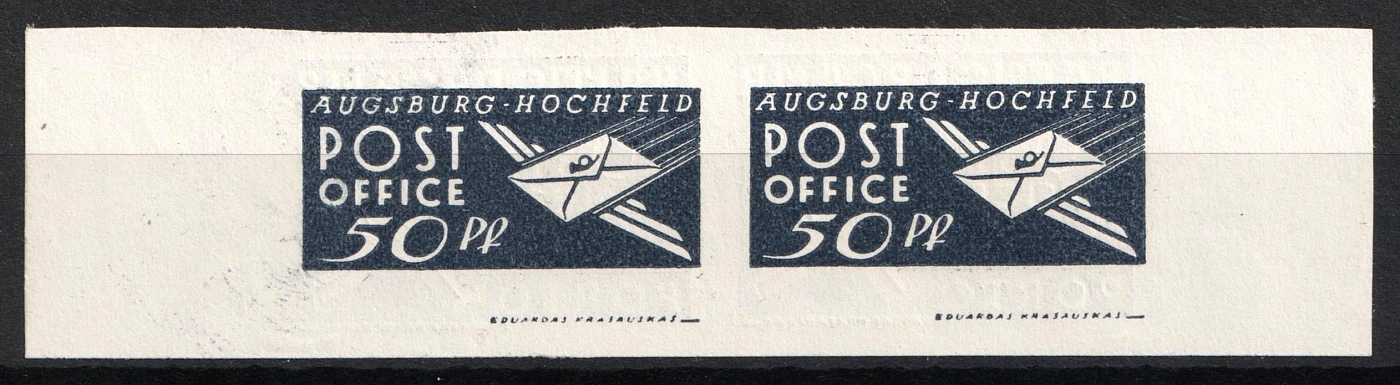 AUGSBURG-HOCHFELD
POST
OFFICE
50 Pf
EDUARDAS KRASAUSKAS
AUGSBURG-HOCHFELD
POST
OFFICE
50 Pf
EDUARDAS KRASAUSKAS